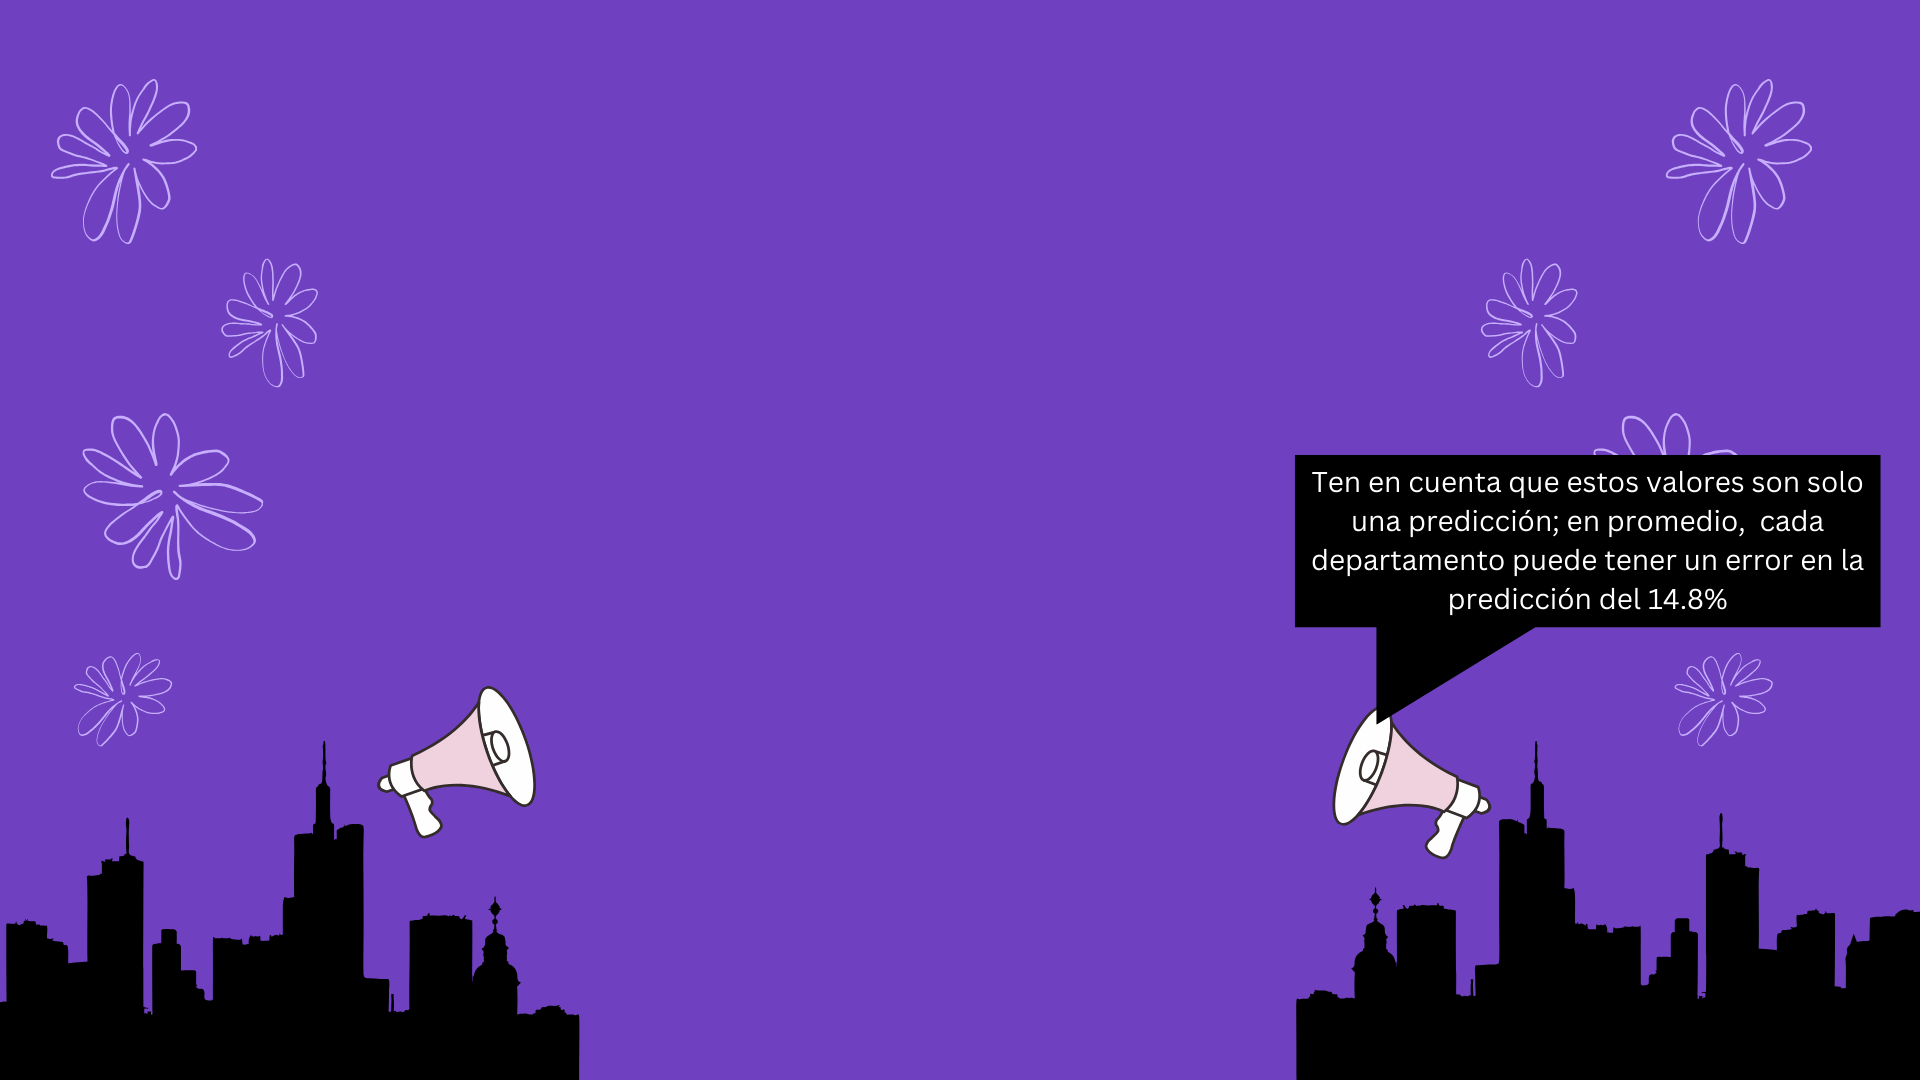 Ten en cuenta que estos valores son solo
una predicción; en promedio,  cada
departamento puede tener un error en la
predicción del 14.8%